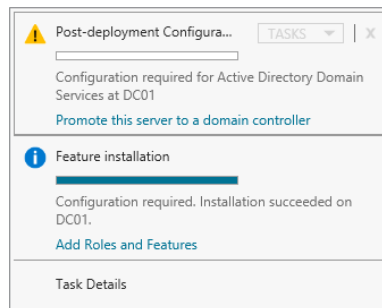 Post-deployment Configura... TASKS X
Configuration required for Active Directory Domain
Services at DC01
Promote this server to a domain controller
Feature installation
Configuration required. Installation succeeded on
DC01.
Add Roles and Features
Task Details